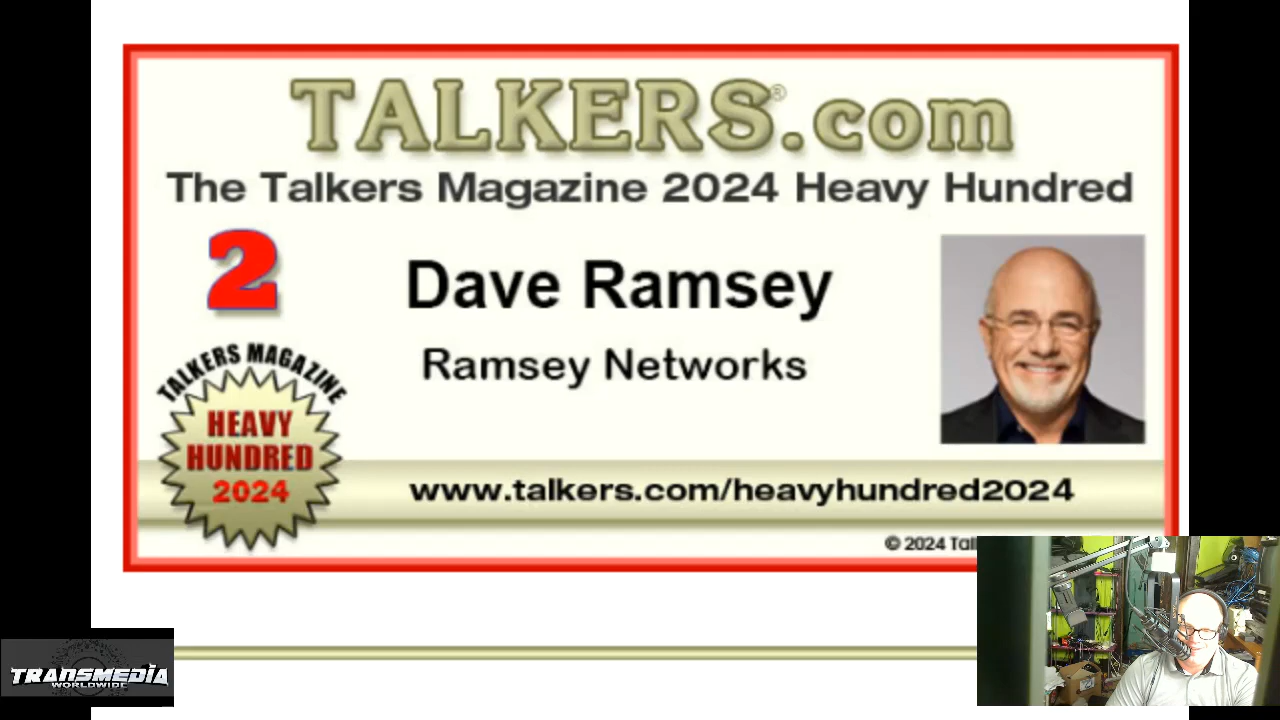 TALKERS®.com
The Talkers Magazine 2024 Heavy Hundred
2
Dave Ramsey
Ramsey Networks
TALKERS MAGAZINE
HEAVY
HUNDRED
2024
www.talkers.com/heavyhundred2024
© 2024
TRANSMEDIA
WORLDWIDE